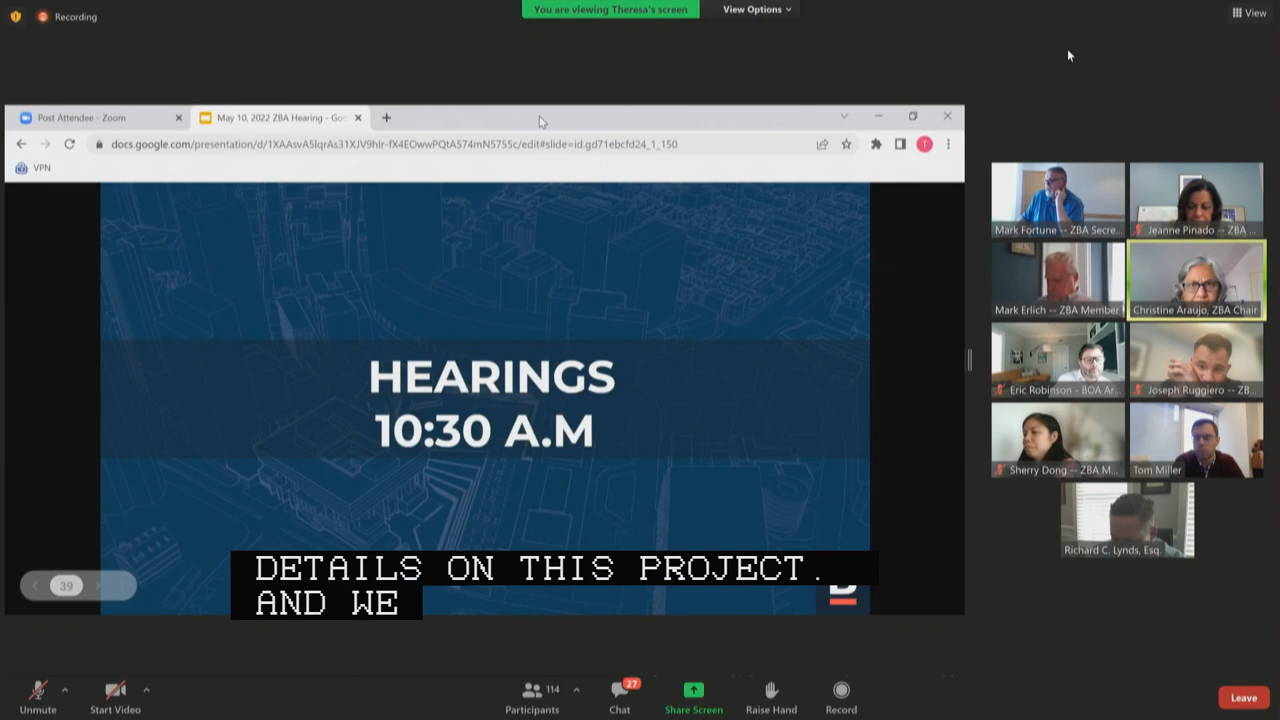 Recording
You are viewing Theresa's screen
View Options
View
Post Attendee - Zoom
May 10, 2022 ZBA Hearing - Goo
docs.google.com/presentation/d/1XAAsvA5lqrAs31XJV9hIr-fX4EOwwPQtA574mN5755c/edit#slide=id.gd71ebcfd24_1_150
T
VPN
HEARINGS
10:30 A.M
39
B
DETAILS ON THIS PROJECT.
AND WE
Mark Fortune -- ZBA Secre...
Jeanne Pinado -- ZBA ...
Mark Erlich -- ZBA Member
Christine Araujo, ZBA Chair
Eric Robinson - BOA Ar...
Joseph Ruggiero -- ZB...
Sherry Dong -- ZBA M...
Tom Miller
Richard C. Lynds, Esq.
Unmute
Start Video
114
Participants
27
Chat
Share Screen
Raise Hand
Record
Leave